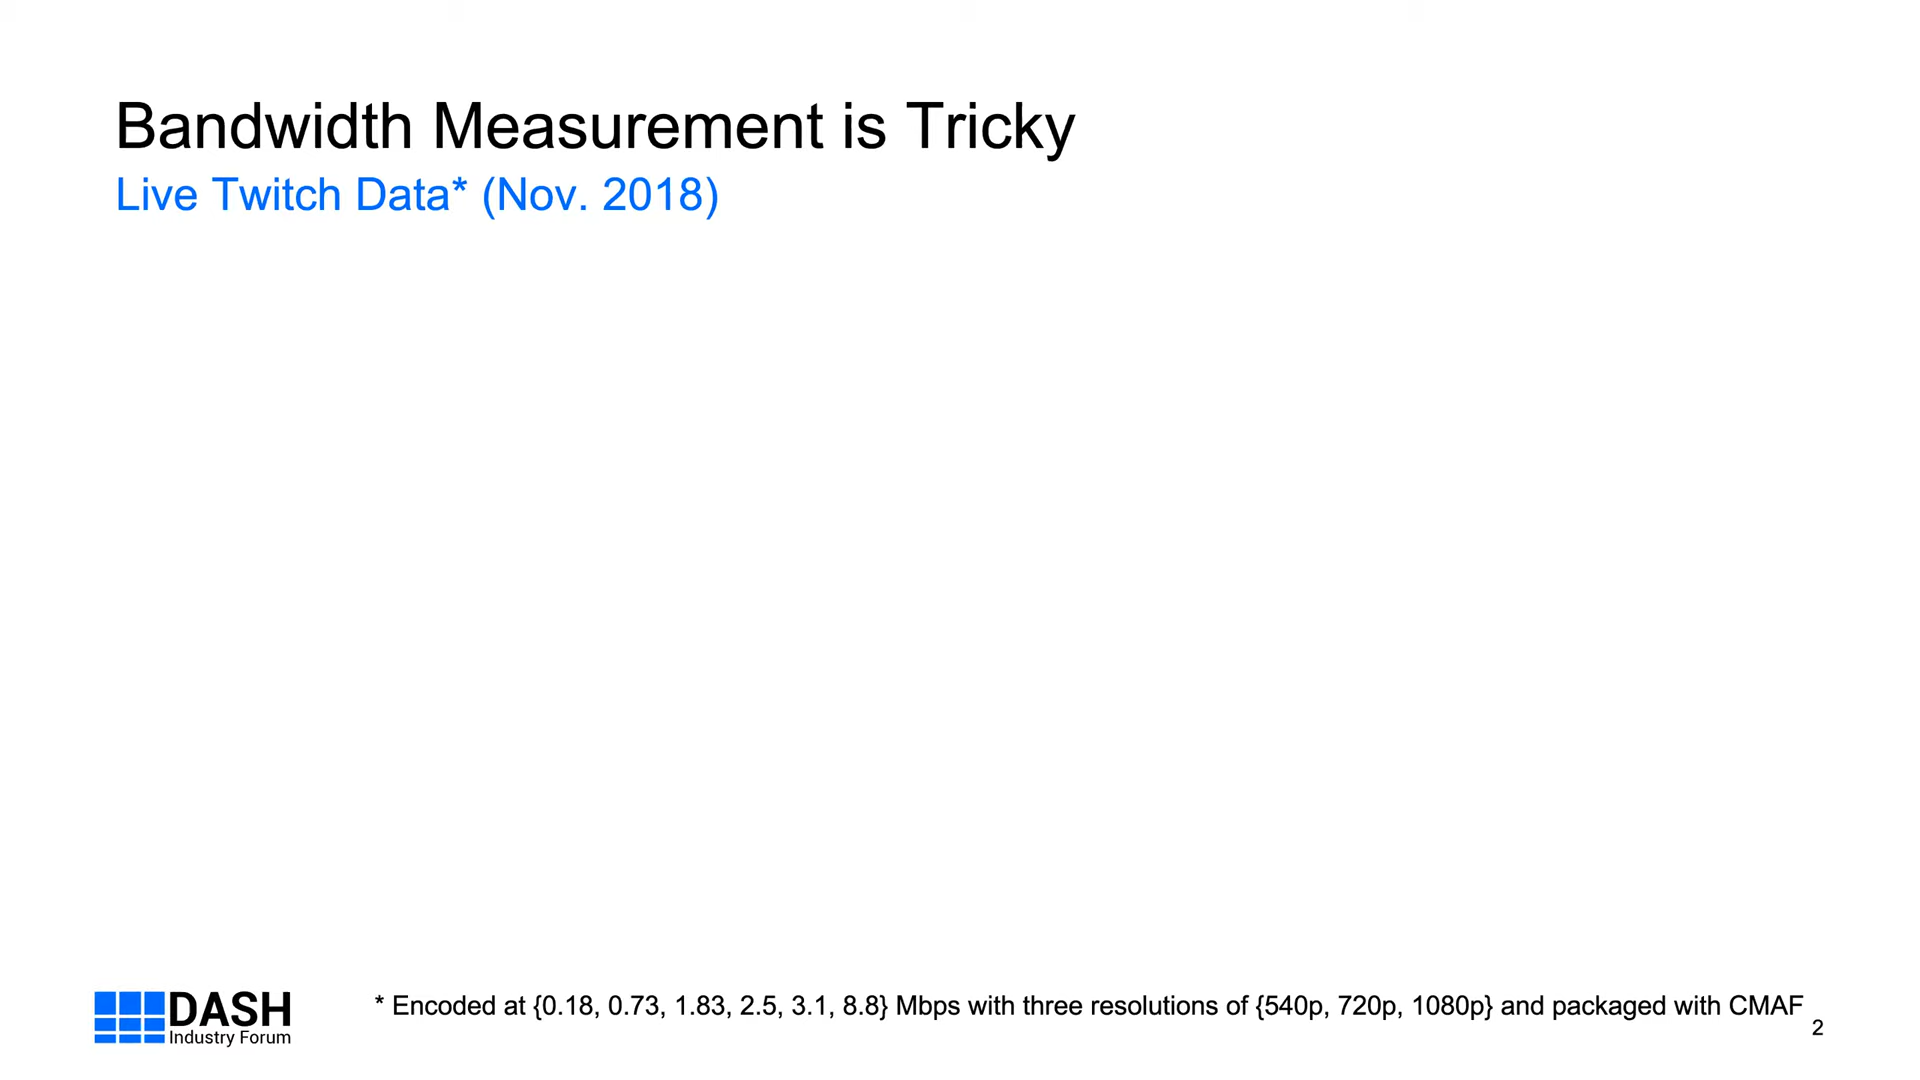 Bandwidth Measurement is Tricky
Live Twitch Data* (Nov. 2018)
* Encoded at {0.18, 0.73, 1.83, 2.5, 3.1, 8.8} Mbps with three resolutions of {540p, 720p, 1080p} and packaged with CMAF
DASH
Industry Forum
2